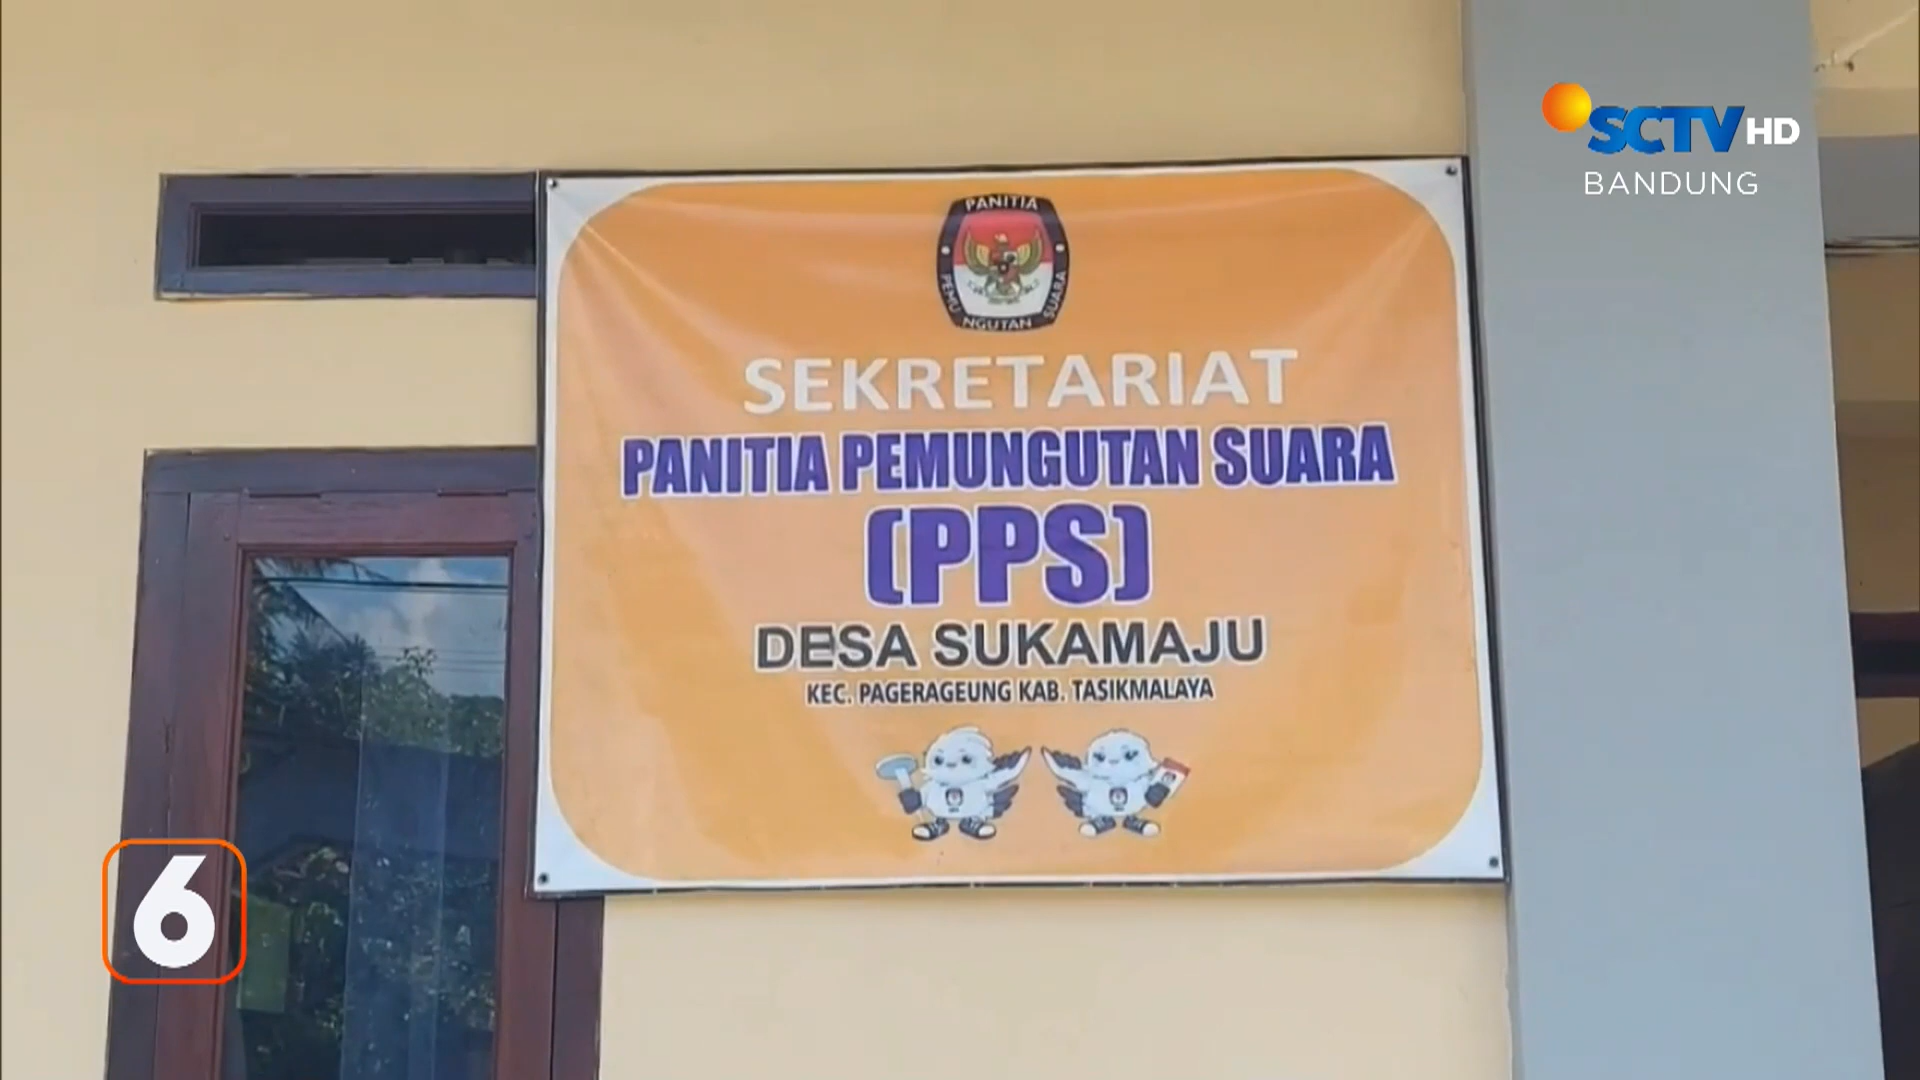 SCTV HD
BANDUNG
PANITIA
PEMUNGUTAN SUARA
SEKRETARIAT
PANITIA PEMUNGUTAN SUARA
(PPS)
DESA SUKAMAJU
KEC. PAGERAGEUNG KAB. TASIKMALAYA
6